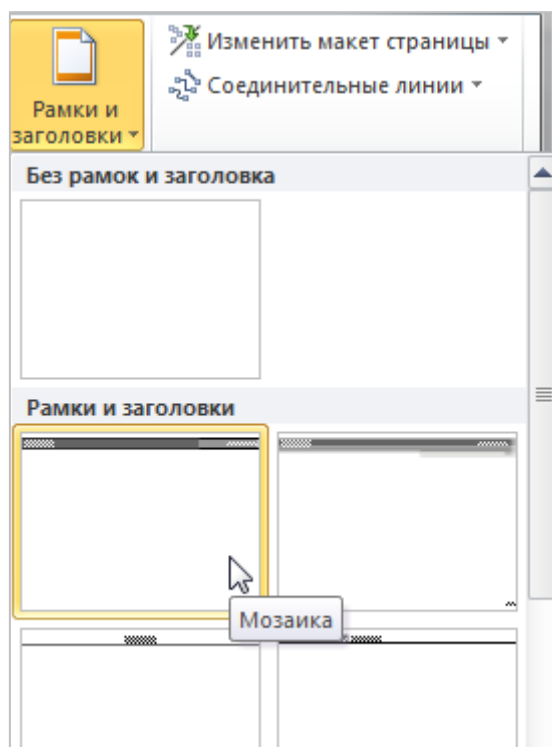 Изменить макет страницы
Соединительные линии
Рамки и
заголовки
Без рамок и заголовка
Рамки и заголовки
Мозаика